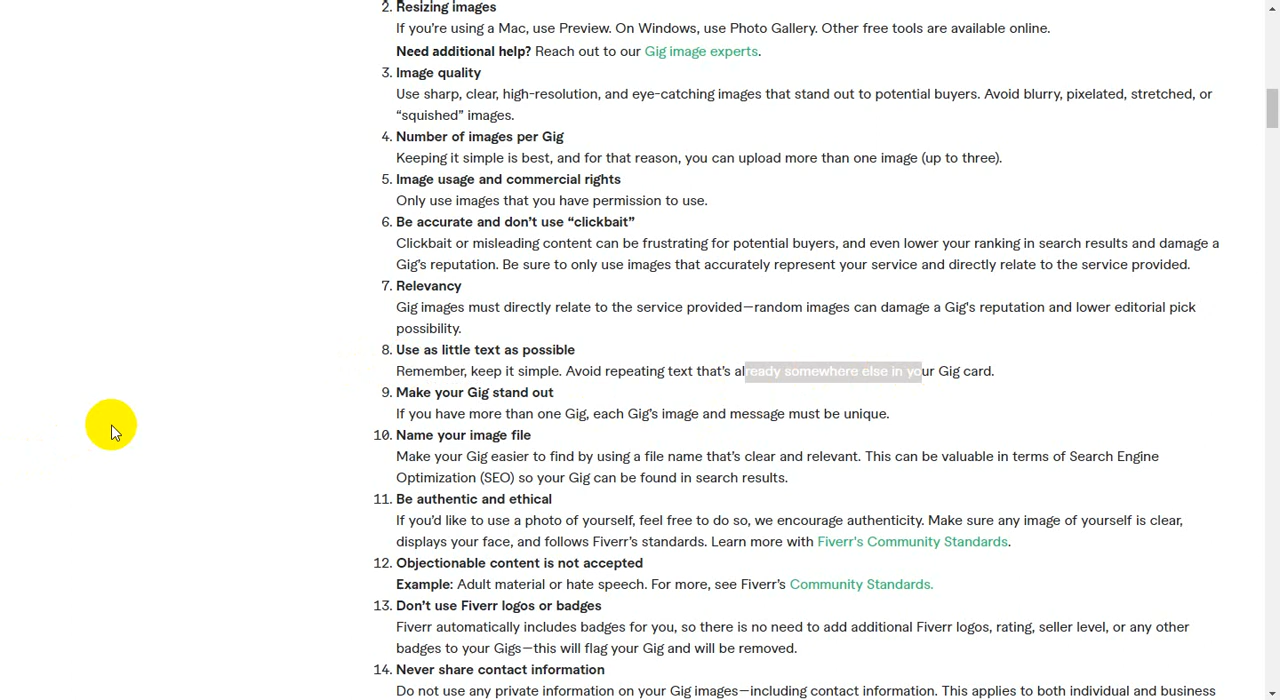 2. Resizing images
If you're using a Mac, use Preview. On Windows, use Photo Gallery. Other free tools are available online.
Need additional help? Reach out to our Gig image experts.
3. Image quality
Use sharp, clear, high-resolution, and eye-catching images that stand out to potential buyers. Avoid blurry, pixelated, stretched, or
“squished” images.
4. Number of images per Gig
Keeping it simple is best, and for that reason, you can upload more than one image (up to three).
5. Image usage and commercial rights
Only use images that you have permission to use.
6. Be accurate and don’t use “clickbait”
Clickbait or misleading content can be frustrating for potential buyers, and even lower your ranking in search results and damage a
Gig’s reputation. Be sure to only use images that accurately represent your service and directly relate to the service provided.
7. Relevancy
Gig images must directly relate to the service provided—random images can damage a Gig's reputation and lower editorial pick
possibility.
8. Use as little text as possible
Remember, keep it simple. Avoid repeating text that’s already somewhere else in your Gig card.
9. Make your Gig stand out
If you have more than one Gig, each Gig’s image and message must be unique.
10. Name your image file
Make your Gig easier to find by using a file name that’s clear and relevant. This can be valuable in terms of Search Engine
Optimization (SEO) so your Gig can be found in search results.
11. Be authentic and ethical
If you’d like to use a photo of yourself, feel free to do so, we encourage authenticity. Make sure any image of yourself is clear,
displays your face, and follows Fiverr’s standards. Learn more with Fiverr's Community Standards.
12. Objectionable content is not accepted
Example: Adult material or hate speech. For more, see Fiverr’s Community Standards.
13. Don’t use Fiverr logos or badges
Fiverr automatically includes badges for you, so there is no need to add additional Fiverr logos, rating, seller level, or any other
badges to your Gigs—this will flag your Gig and will be removed.
14. Never share contact information
Do not use any private information on your Gig images—including contact information. This applies to both individual and business